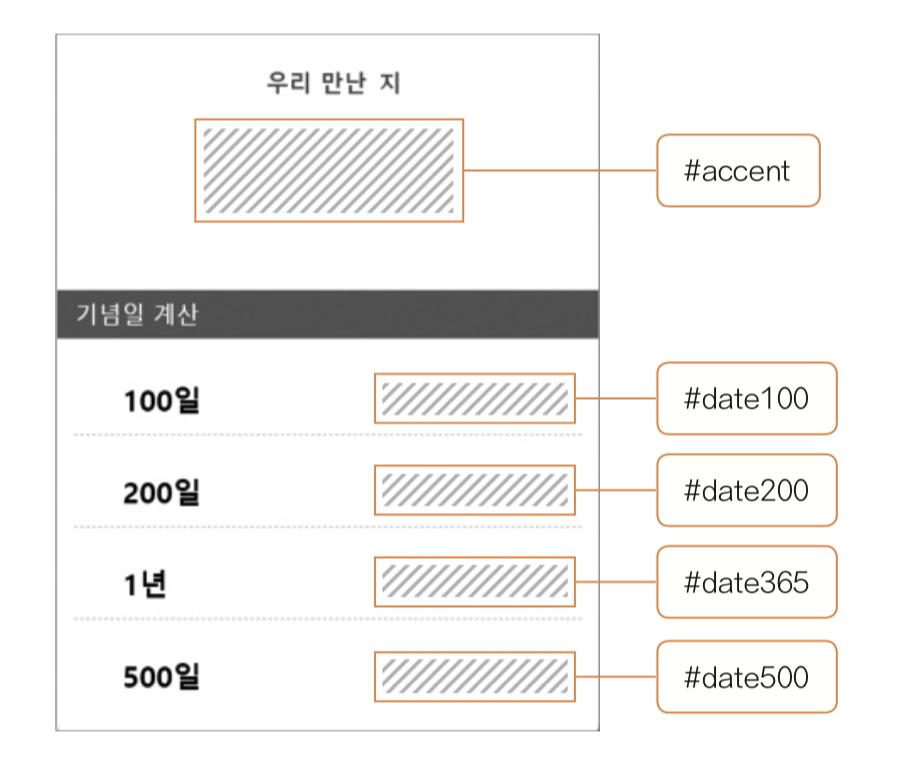 우리 만난 지
#accent
기념일 계산
100일
#date100
200일
#date200
1년
#date365
500일
#date500